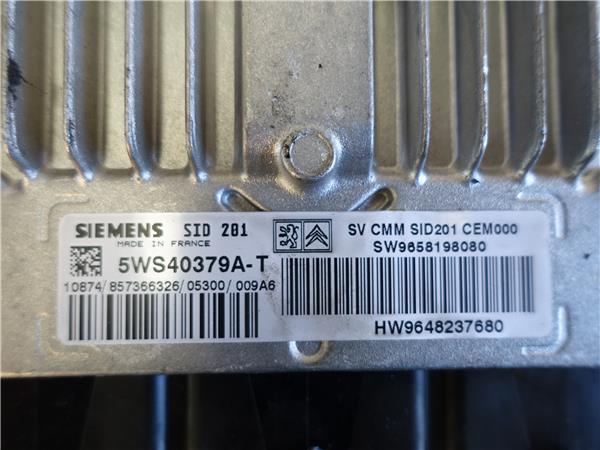 SIEMENS SID 201
MADE IN FRANCE
5WS40379A-T
10874/857366326/05300/009A6
SV CMM SID201 CEM000
SW9658198080
HW9648237680